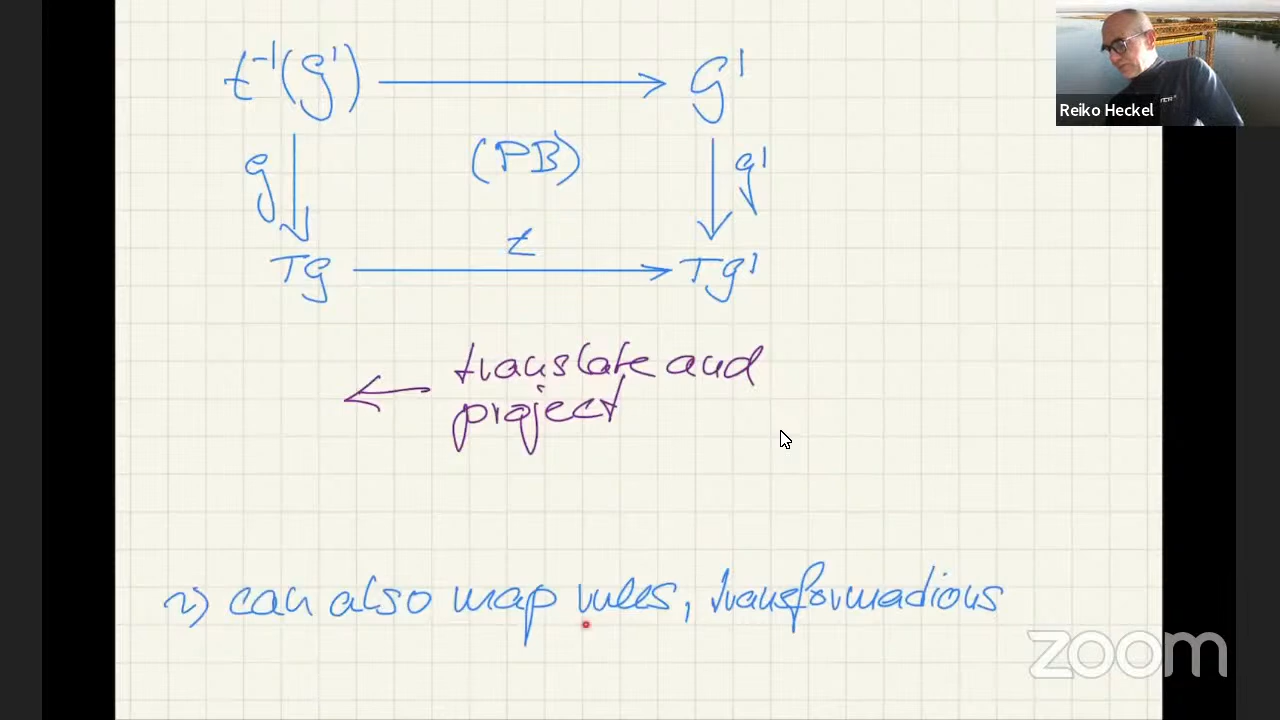 t⁻¹(G') G'
Reiko Heckel
g (PB) g'
t
TG TG'
translate and
project
2) can also map rules, transformations
zoom